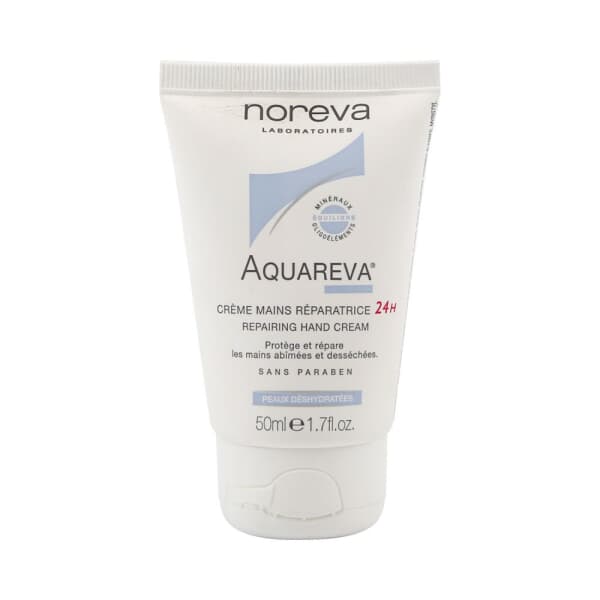 noreva
LABORATOIRES
MINÉRAUX
ÉQUILIBRE
OLIGOÉLÉMENTS
AQUAREVA®
CRÈME MAINS RÉPARATRICE 24H
REPAIRING HAND CREAM
Protège et répare
les mains abîmées et desséchées.
SANS PARABEN
PEAUX DÉSHYDRATÉES
50ml e 1.7fl.oz.